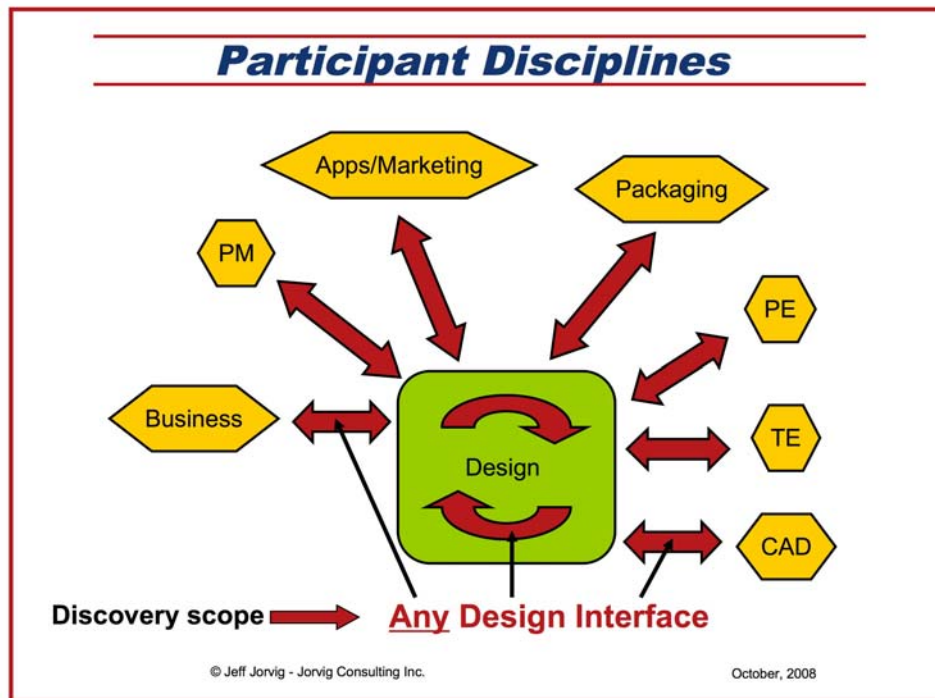 Participant Disciplines
Apps/Marketing
Packaging
PM
PE
Business
TE
Design
CAD
Discovery scope
Any Design Interface
© Jeff Jorvig - Jorvig Consulting Inc.
October, 2008